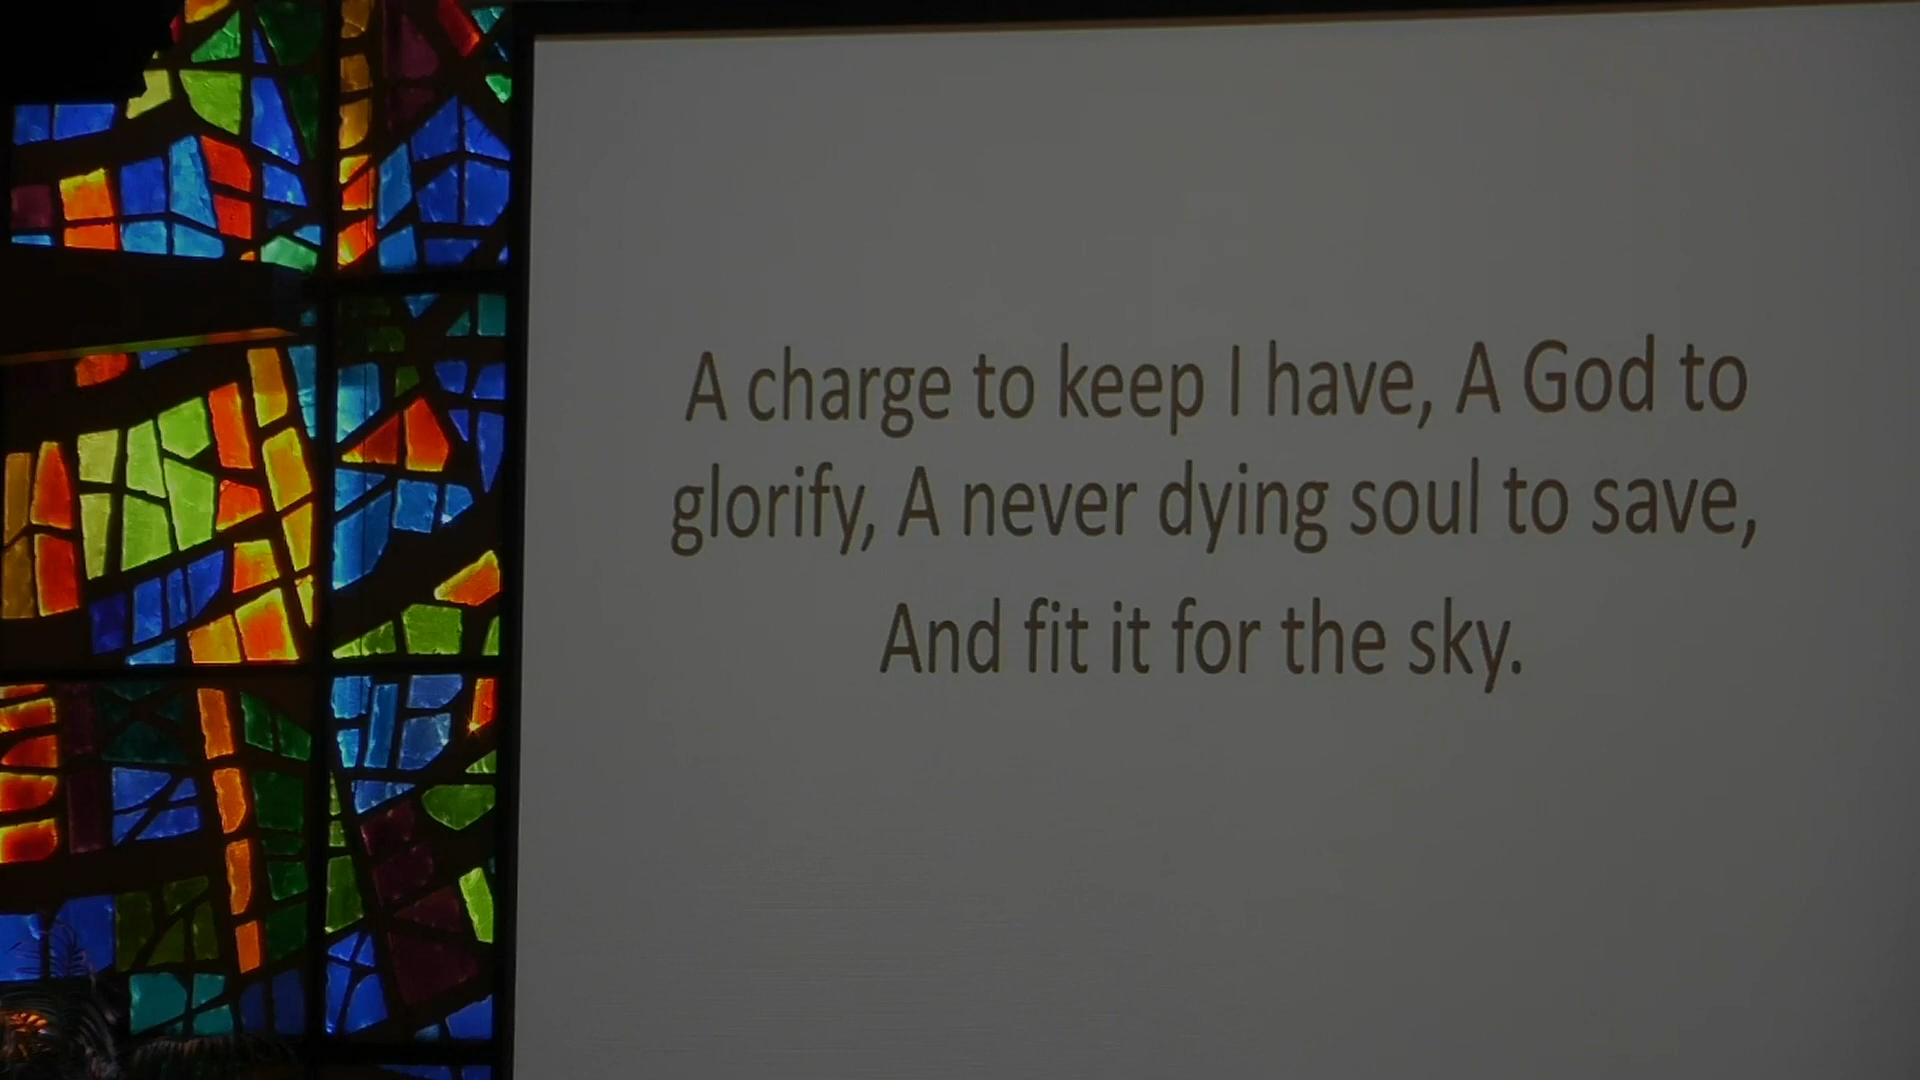 A charge to keep I have, A God to
glorify, A never dying soul to save,
And fit it for the sky.